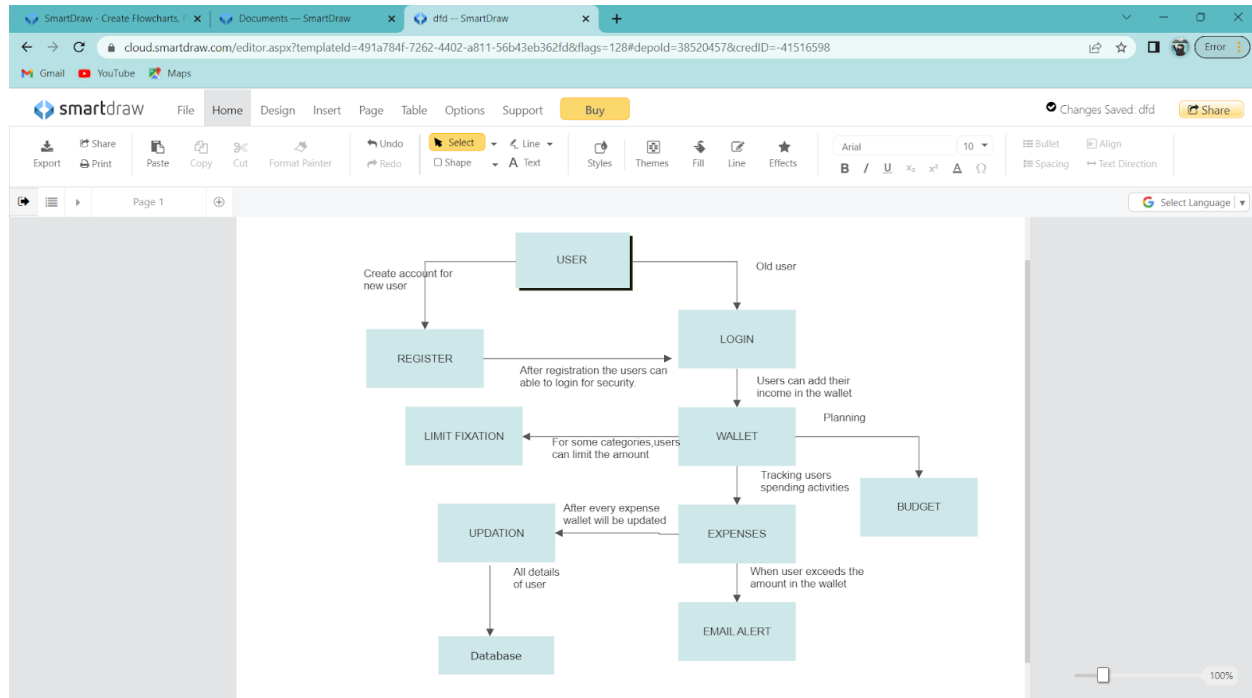 SmartDraw - Create Flowcharts, F
Documents — SmartDraw
dfd -- SmartDraw
cloud.smartdraw.com/editor.aspx?templateId=491a784f-7262-4402-a811-56b43eb362fd&flags=128#depoId=38520457&credID=-41516598
Error
Gmail
YouTube
Maps
smartdraw
File
Home
Design
Insert
Page
Table
Options
Support
Buy
Changes Saved: dfd
Share
Export
Share
Print
Paste
Copy
Cut
Format Painter
Undo
Redo
Select
Shape
Line
A Text
Styles
Themes
Fill
Line
Effects
Arial
10
B I U x₂ x² A Ω
Bullet
Spacing
Align
Text Direction
Page 1
G Select Language
USER
Create account for
new user
Old user
REGISTER
LOGIN
After registration the users can
able to login for security.
Users can add their
income in the wallet
LIMIT FIXATION
For some categories,users
can limit the amount
WALLET
Planning
Tracking users
spending activities
BUDGET
After every expense
wallet will be updated
UPDATION
EXPENSES
All details
of user
When user exceeds the
amount in the wallet
EMAIL ALERT
Database
100%